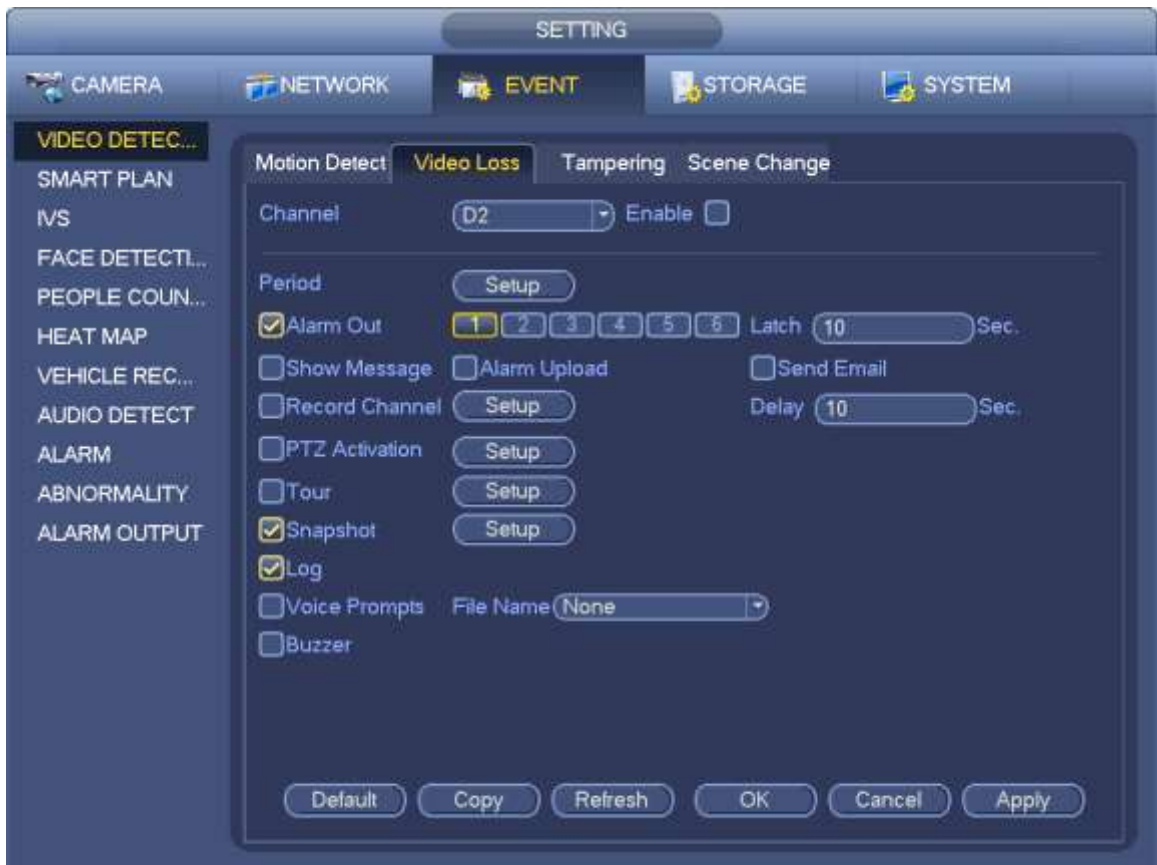 SETTING
CAMERA NETWORK EVENT STORAGE SYSTEM
VIDEO DETEC...
SMART PLAN
IVS
FACE DETECTI...
PEOPLE COUN...
HEAT MAP
VEHICLE REC...
AUDIO DETECT
ALARM
ABNORMALITY
ALARM OUTPUT
Motion Detect Video Loss Tampering Scene Change
Channel D2 Enable
Period Setup
Alarm Out 1 2 3 4 5 6 Latch 10 Sec.
Show Message Alarm Upload Send Email
Record Channel Setup Delay 10 Sec.
PTZ Activation Setup
Tour Setup
Snapshot Setup
Log
Voice Prompts File Name None
Buzzer
Default Copy Refresh OK Cancel Apply